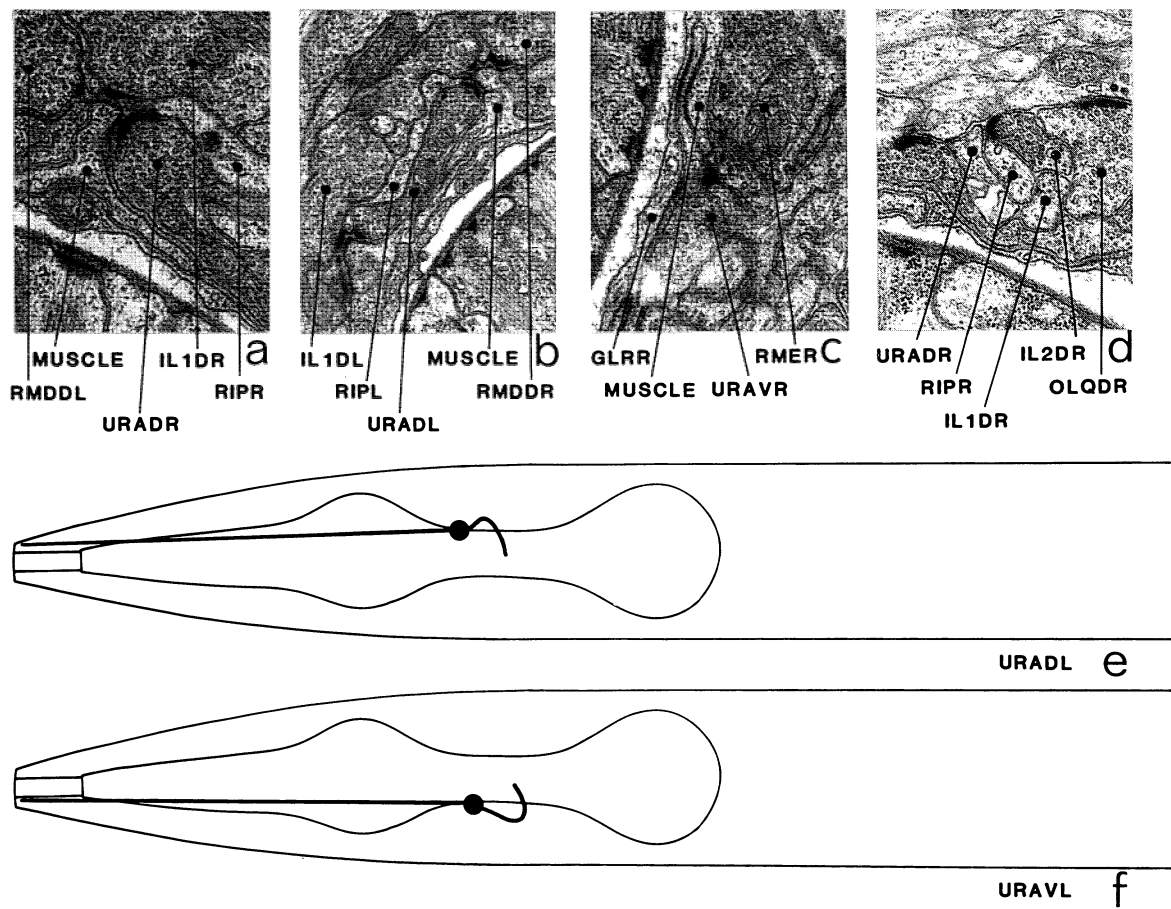 MUSCLE IL1DR a
RMDDL RIPR
URADR
IL1DL MUSCLE b
RIPL RMDDR
URADL
GLRR RMER C
MUSCLE URAVR
URADR IL2DR d
RIPR OLQDR
IL1DR
URADL e
URAVL f